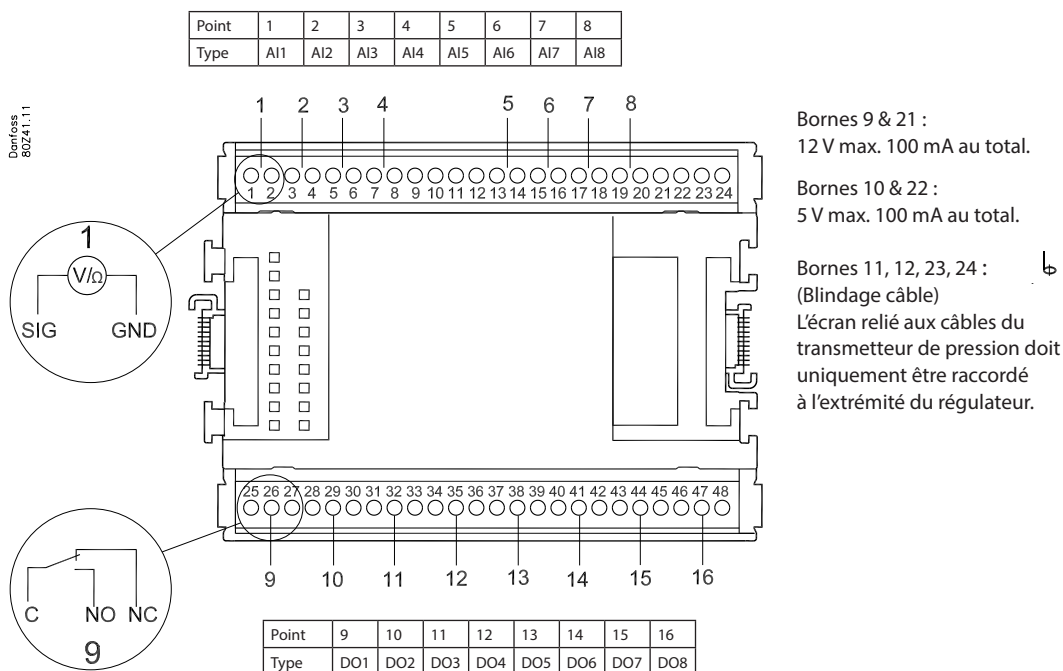 Point 1 2 3 4 5 6 7 8
Type AI1 AI2 AI3 AI4 AI5 AI6 AI7 AI8
Danfoss
80Z41.11
1 2 3 4 5 6 7 8
1 2 3 4 5 6 7 8 9 10 11 12 13 14 15 16 17 18 19 20 21 22 23 24
1
V/Ω
SIG GND
Bornes 9 & 21 :
12 V max. 100 mA au total.
Bornes 10 & 22 :
5 V max. 100 mA au total.
Bornes 11, 12, 23, 24 :
(Blindage câble)
L'écran relié aux câbles du
transmetteur de pression doit
uniquement être raccordé
à l'extrémité du régulateur.
25 26 27 28 29 30 31 32 33 34 35 36 37 38 39 40 41 42 43 44 45 46 47 48
9 10 11 12 13 14 15 16
C NO NC
9
Point 9 10 11 12 13 14 15 16
Type DO1 DO2 DO3 DO4 DO5 DO6 DO7 DO8